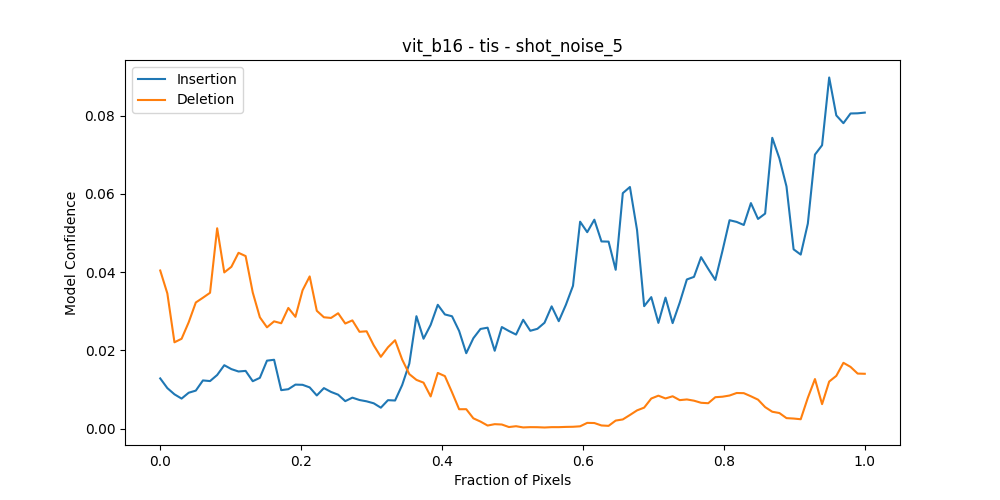 vit_b16 - tis - shot_noise_5
Insertion
Deletion
Model Confidence
0.08
0.06
0.04
0.02
0.00
0.0 0.2 0.4 0.6 0.8 1.0
Fraction of Pixels